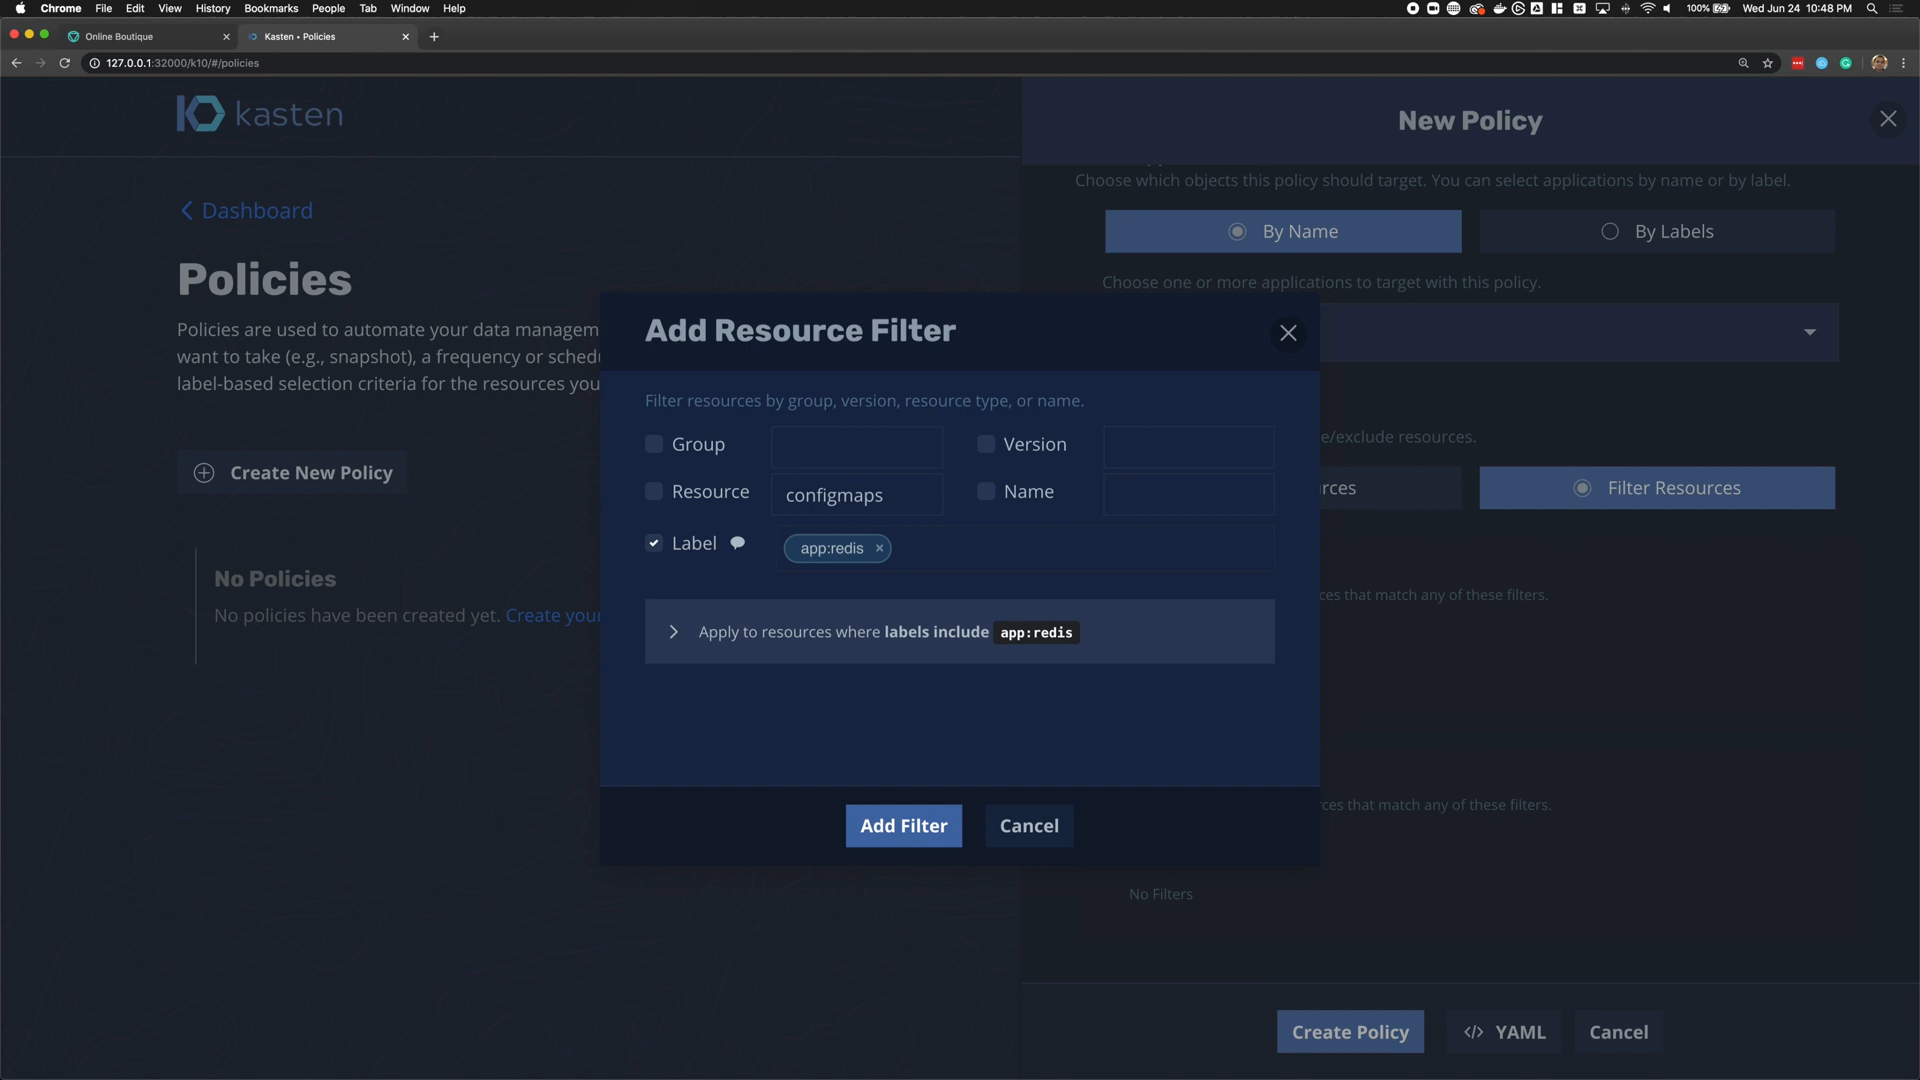 Chrome File Edit View History Bookmarks People Tab Window Help
100% Wed Jun 24 10:48 PM
Online Boutique
Kasten • Policies
127.0.0.1:32000/k10/#/policies
kasten
Dashboard
Policies
Policies are used to automate your data managem
want to take (e.g., snapshot), a frequency or sched
label-based selection criteria for the resources you
Create New Policy
No Policies
No policies have been created yet. Create your
New Policy
Choose which objects this policy should target. You can select applications by name or by label.
By Name
By Labels
Choose one or more applications to target with this policy.
e/exclude resources.
rces
Filter Resources
ces that match any of these filters.
rces that match any of these filters.
No Filters
Create Policy
</> YAML
Cancel
Add Resource Filter
Filter resources by group, version, resource type, or name.
Group
Version
Resource
configmaps
Name
Label
app:redis ×
Apply to resources where labels include app:redis
Add Filter
Cancel